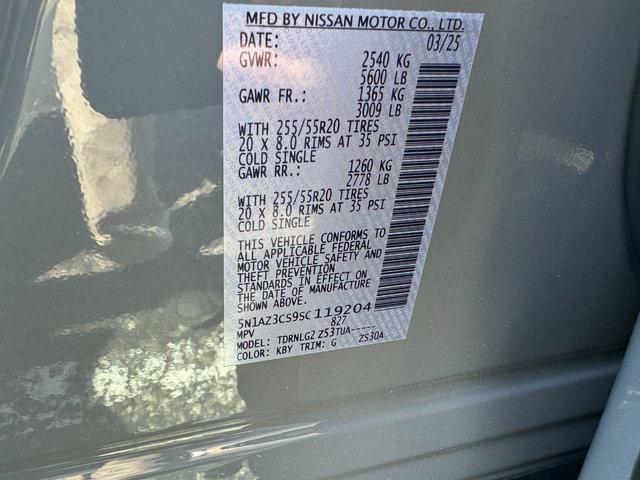 MFD BY NISSAN MOTOR CO., LTD.
DATE: 03/25
GVWR: 2540 KG
5600 LB
GAWR FR.: 1365 KG
3009 LB
WITH 255/55R20 TIRES
20 X 8.0 RIMS AT 35 PSI
COLD SINGLE
GAWR RR.: 1260 KG
2778 LB
WITH 255/55R20 TIRES
20 X 8.0 RIMS AT 35 PSI
COLD SINGLE
THIS VEHICLE CONFORMS TO
ALL APPLICABLE FEDERAL
MOTOR VEHICLE SAFETY AND
THEFT PREVENTION
STANDARDS IN EFFECT ON
THE DATE OF MANUFACTURE
SHOWN ABOVE.
5N1AZ3CS9SC119204
MPV 827
MODEL: TDRNLG2 Z53TUA-----
COLOR: KBY TRIM: G ZS30A